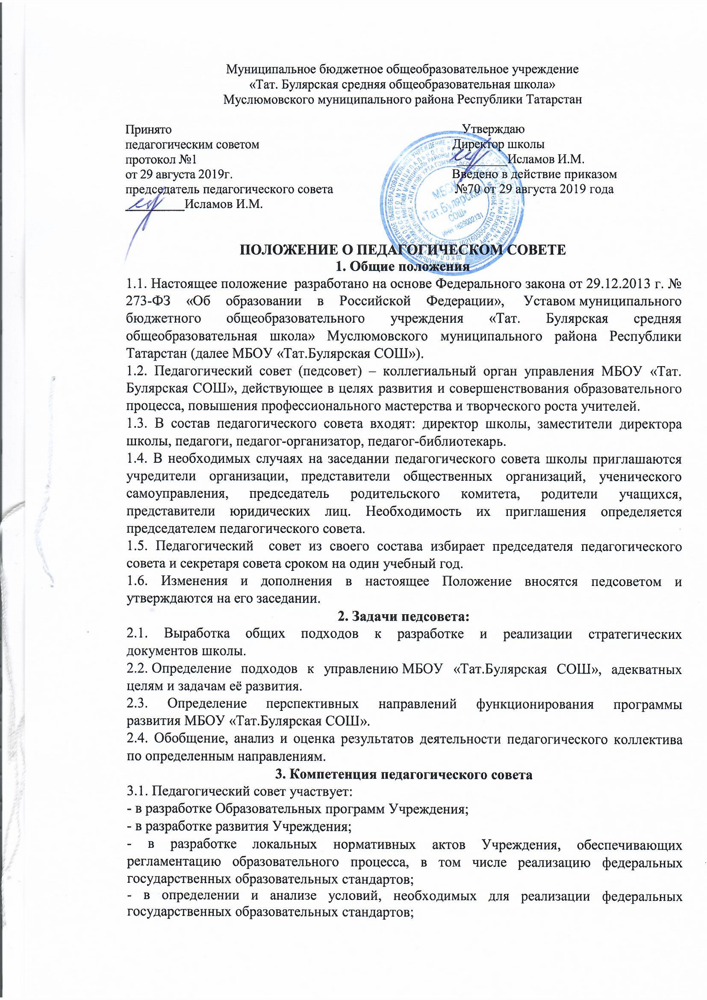 Муниципальное бюджетное общеобразовательное учреждение
«Тат. Булярская средняя общеобразовательная школа»
Муслюмовского муниципального района Республики Татарстан
Принято
педагогическим советом
протокол №1
от 29 августа 2019г.
председатель педагогического совета
__________Исламов И.М.
Утверждаю
Директор школы
________Исламов И.М.
Введено в действие приказом
№70 от 29 августа 2019 года
МБОУ
«Тат.Булярская
СОШ»
ИНН 1629002131
ПОЛОЖЕНИЕ О ПЕДАГОГИЧЕСКОМ СОВЕТЕ
1. Общие положения
1.1. Настоящее положение разработано на основе Федерального закона от 29.12.2013 г. №
273-ФЗ «Об образовании в Российской Федерации», Уставом муниципального
бюджетного общеобразовательного учреждения «Тат. Булярская средняя
общеобразовательная школа» Муслюмовского муниципального района Республики
Татарстан (далее МБОУ «Тат.Булярская СОШ»).
1.2. Педагогический совет (педсовет) – коллегиальный орган управления МБОУ «Тат.
Булярская СОШ», действующее в целях развития и совершенствования образовательного
процесса, повышения профессионального мастерства и творческого роста учителей.
1.3. В состав педагогического совета входят: директор школы, заместители директора
школы, педагоги, педагог-организатор, педагог-библиотекарь.
1.4. В необходимых случаях на заседании педагогического совета школы приглашаются
учредители организации, представители общественных организаций, ученического
самоуправления, председатель родительского комитета, родители учащихся,
представители юридических лиц. Необходимость их приглашения определяется
председателем педагогического совета.
1.5. Педагогический совет из своего состава избирает председателя педагогического
совета и секретаря совета сроком на один учебный год.
1.6. Изменения и дополнения в настоящее Положение вносятся педсоветом и
утверждаются на его заседании.
2. Задачи педсовета:
2.1. Выработка общих подходов к разработке и реализации стратегических
документов школы.
2.2. Определение подходов к управлению МБОУ «Тат.Булярская СОШ», адекватных
целям и задачам её развития.
2.3. Определение перспективных направлений функционирования программы
развития МБОУ «Тат.Булярская СОШ».
2.4. Обобщение, анализ и оценка результатов деятельности педагогического коллектива
по определенным направлениям.
3. Компетенция педагогического совета
3.1. Педагогический совет участвует:
- в разработке Образовательных программ Учреждения;
- в разработке развития Учреждения;
- в разработке локальных нормативных актов Учреждения, обеспечивающих
регламентацию образовательного процесса, в том числе реализацию федеральных
государственных образовательных стандартов;
- в определении и анализе условий, необходимых для реализации федеральных
государственных образовательных стандартов;